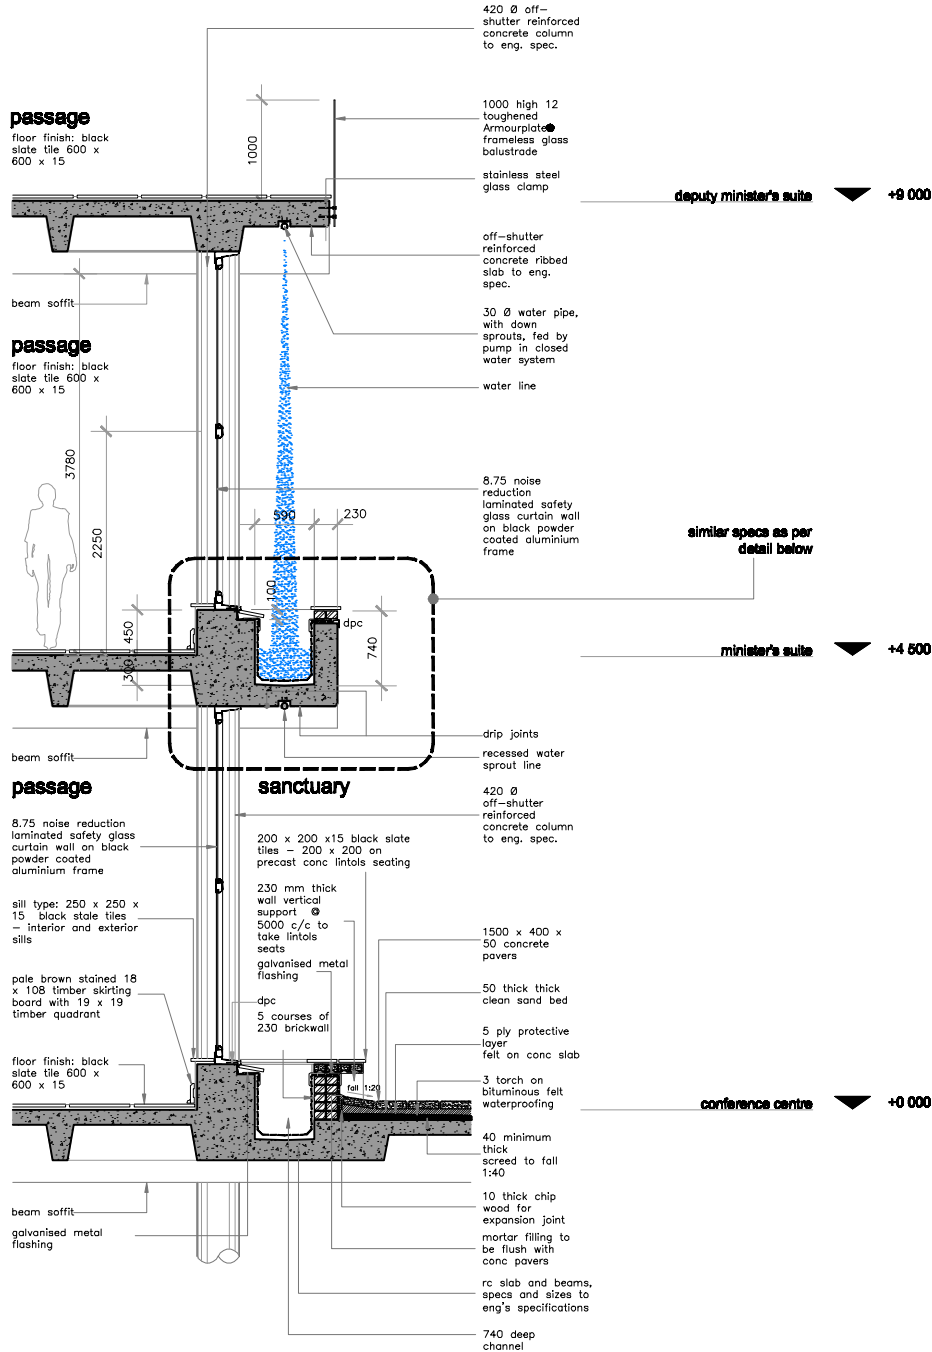 420 Ø off-
shutter reinforced
concrete column
to eng. spec.
passage
floor finish: black
slate tile 600 x
600 x 15
1000
1000 high 12
toughened
Armourplate
frameless glass
balustrade
stainless steel
glass clamp
deputy minister's suite
+9 000
off-shutter
reinforced
concrete ribbed
slab to eng.
spec.
beam soffit
30 Ø water pipe,
with down
sprouts, fed by
pump in closed
water system
passage
floor finish: black
slate tile 600 x
600 x 15
water line
3780
2250
8.75 noise
reduction
laminated safety
glass curtain wall
on black powder
coated aluminium
frame
590
230
similar specs as per
detail below
100
450
300
dpc
740
minister's suite
+4 500
drip joints
recessed water
sprout line
beam soffit
passage
sanctuary
420 Ø
off-shutter
reinforced
concrete column
to eng. spec.
8.75 noise reduction
laminated safety glass
curtain wall on black
powder coated
aluminium frame
200 x 200 x15 black slate
tiles - 200 x 200 on
precast conc lintols seating
sill type: 250 x 250 x
15 black stale tiles
- interior and exterior
sills
230 mm thick
wall vertical
support @
5000 c/c to
take lintols
seats
galvanised metal
flashing
1500 x 400 x
50 concrete
pavers
pale brown stained 18
x 108 timber skirting
board with 19 x 19
timber quadrant
dpc
5 courses of
230 brickwall
50 thick thick
clean sand bed
5 ply protective
layer
felt on conc slab
floor finish: black
slate tile 600 x
600 x 15
fall 1:20
3 torch on
bituminous felt
waterproofing
conference centre
+0 000
40 minimum
thick
screed to fall
1:40
beam soffit
galvanised metal
flashing
10 thick chip
wood for
expansion joint
mortar filling to
be flush with
conc pavers
rc slab and beams,
specs and sizes to
eng's specifications
740 deep
channel